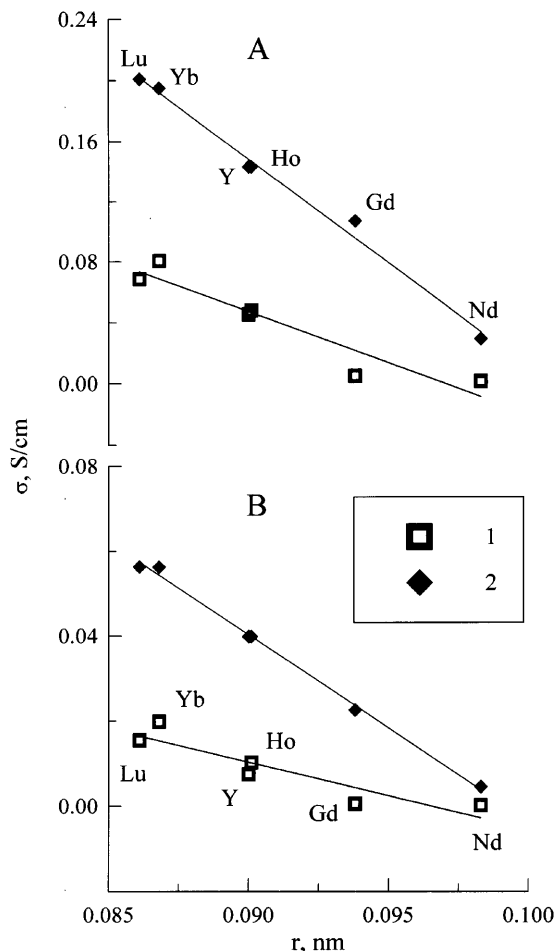 0.24
A
Lu
Yb
0.16
Y
Ho
Gd
0.08
Nd
0.00
σ, S/cm
0.08
B
1
2
0.04
Yb
Ho
Lu
Y
0.00
Gd
Nd
0.085
0.090
0.095
0.100
r, nm